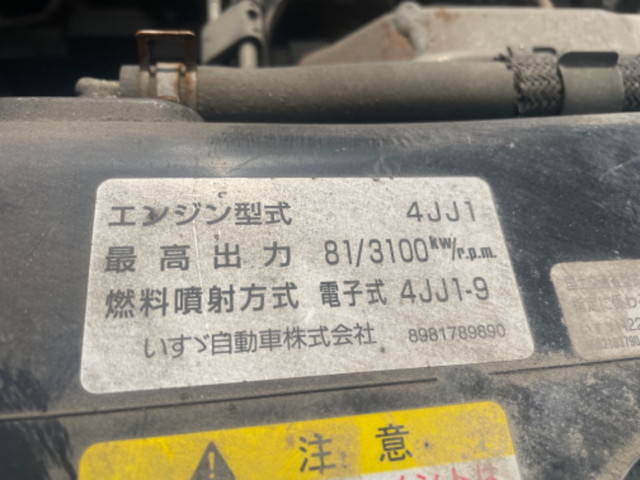 エンジン型式 4JJ1
最高出力 81/3100kW/r.p.m.
燃料噴射方式 電子式 4JJ1-9
いすゞ自動車株式会社 8981789890
注意